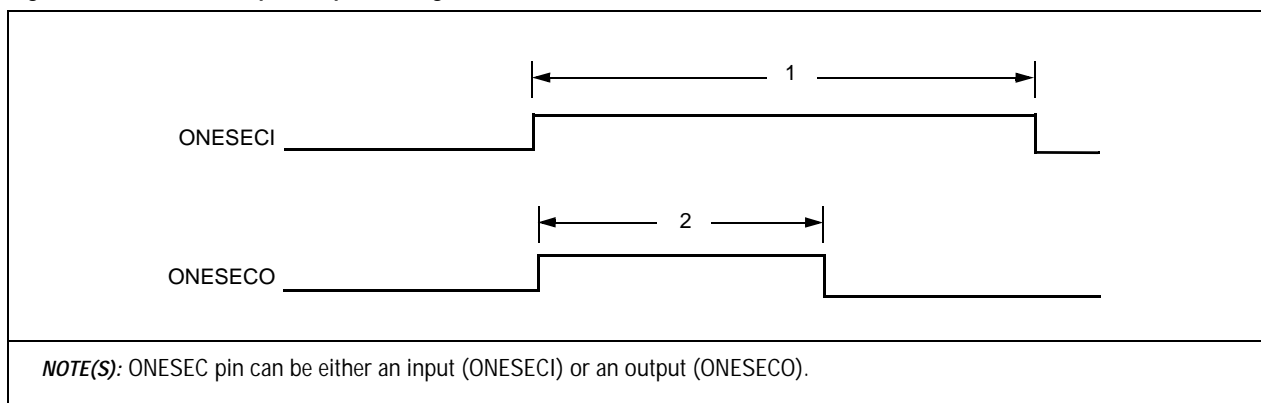 1
ONESECI
2
ONESECO
NOTE(S): ONESEC pin can be either an input (ONESECI) or an output (ONESECO).